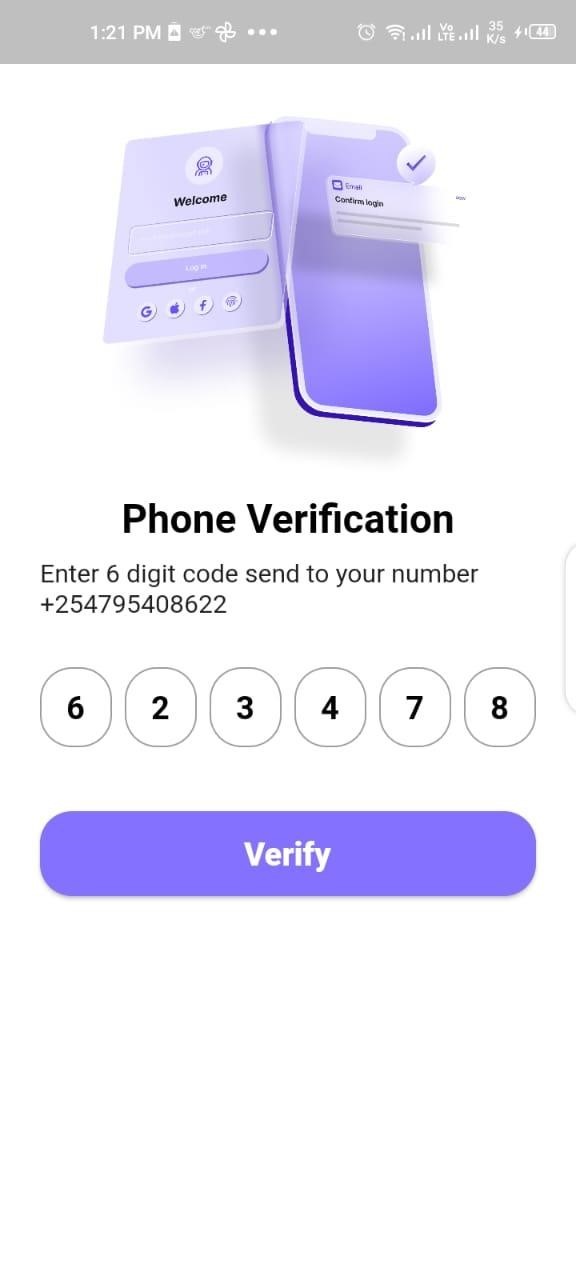 1:21 PM
Vo LTE 35 K/s 44
Welcome
Log in
Email
Confirm login
Phone Verification
Enter 6 digit code send to your number
+254795408622
6 2 3 4 7 8
Verify